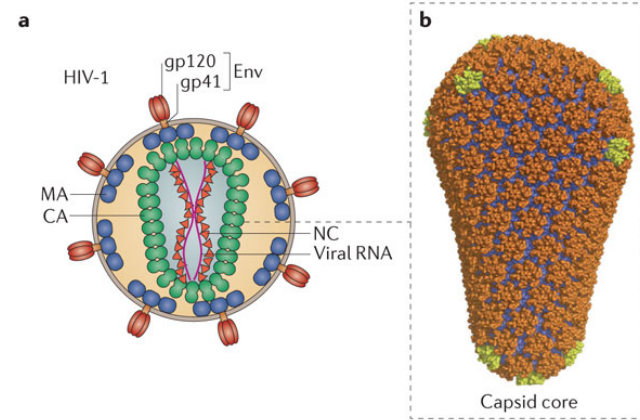 a
HIV-1
gp120
gp41
Env
MA
CA
NC
Viral RNA
b
Capsid core